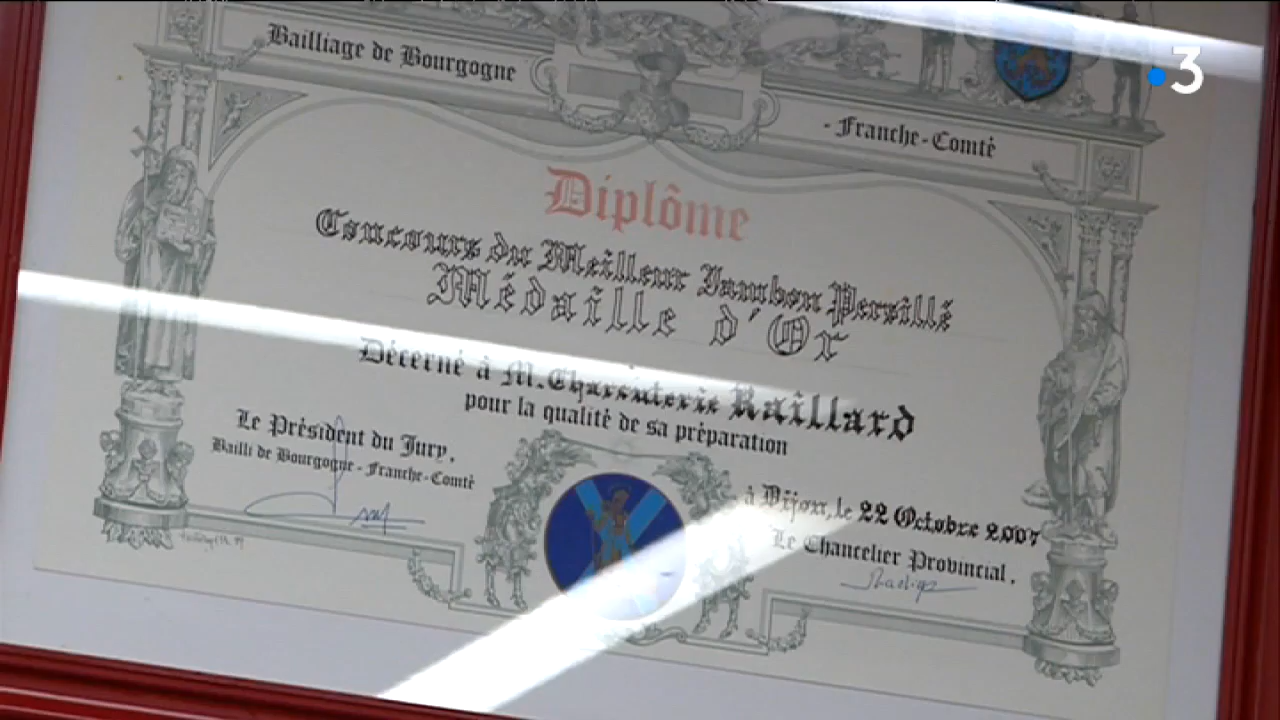 Bailliage de Bourgogne
- Franche-Comté
3
Diplôme
Concours du Meilleur Jambon Persillé
Médaille d'Or
Décerné à M. Charcuterie Raillard
pour la qualité de sa préparation
Le Président du Jury,
Bailli de Bourgogne - Franche-Comté
à Dijon, le 22 Octobre 2007
Le Chancelier Provincial,